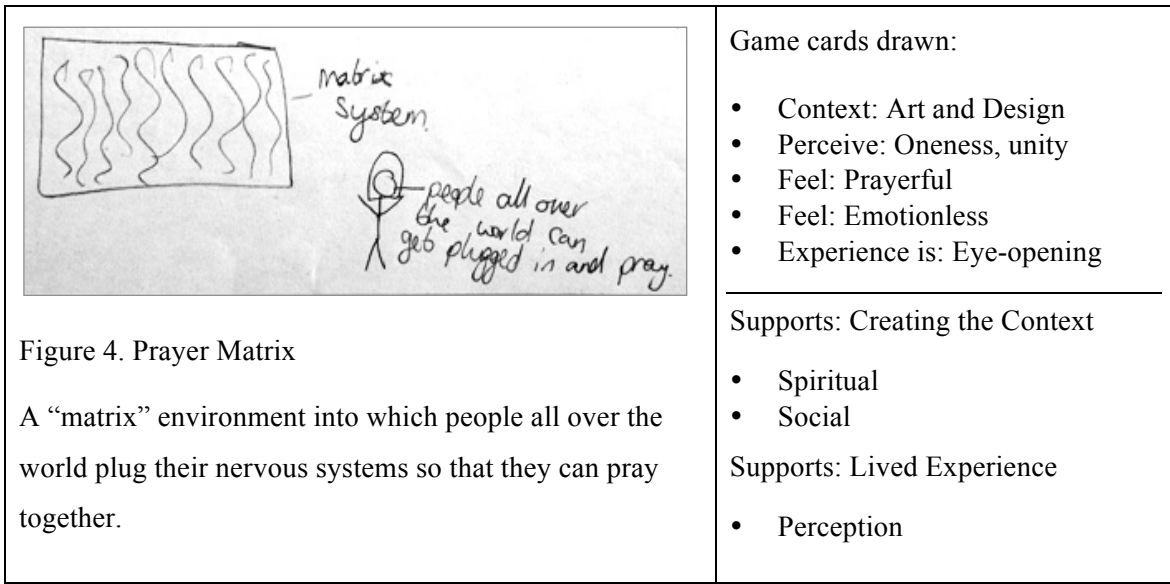 matrix
System.
people all over
the world can
get plugged in and pray.
Figure 4. Prayer Matrix
A “matrix” environment into which people all over the
world plug their nervous systems so that they can pray
together.
Game cards drawn:
• Context: Art and Design
• Perceive: Oneness, unity
• Feel: Prayerful
• Feel: Emotionless
• Experience is: Eye-opening
Supports: Creating the Context
• Spiritual
• Social
Supports: Lived Experience
• Perception